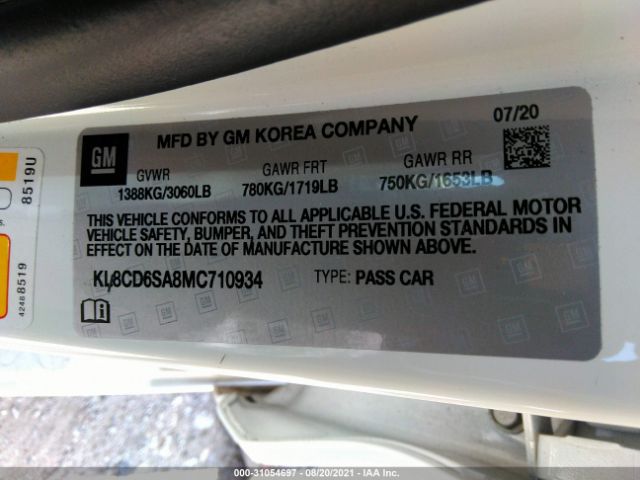 GM
MFD BY GM KOREA COMPANY
07/20
GVWR
GAWR FRT
GAWR RR
1388KG/3060LB
780KG/1719LB
750KG/1653LB
THIS VEHICLE CONFORMS TO ALL APPLICABLE U.S. FEDERAL MOTOR
VEHICLE SAFETY, BUMPER, AND THEFT PREVENTION STANDARDS IN
EFFECT ON THE DATE OF MANUFACTURE SHOWN ABOVE.
KL8CD6SA8MC710934
TYPE: PASS CAR
8519U
42488519
000-31054697 - 08/20/2021 - IAA Inc.